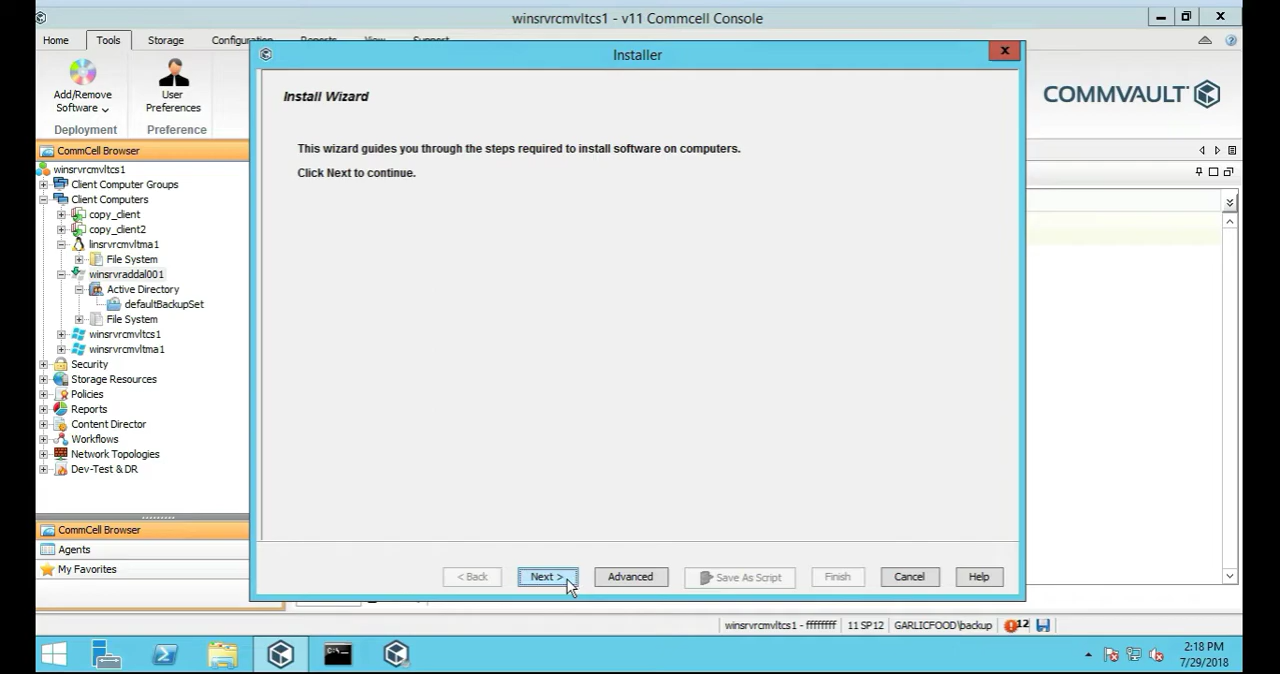 winsrvrcmvltcs1 - v11 Commcell Console
Home Tools Storage Configuration Reports View Support
Add/Remove
Software
User
Preferences
Deployment
Preference
COMMVAULT
CommCell Browser
winsrvrcmvltcs1
Client Computer Groups
Client Computers
copy_client
copy_client2
linsrvrcmvltma1
File System
winsrvraddal001
Active Directory
defaultBackupSet
File System
winsrvrcmvltcs1
winsrvrcmvltma1
Security
Storage Resources
Policies
Reports
Content Director
Workflows
Network Topologies
Dev-Test & DR
CommCell Browser
Agents
My Favorites
Installer
Install Wizard
This wizard guides you through the steps required to install software on computers.
Click Next to continue.
< Back Next > Advanced Save As Script Finish Cancel Help
winsrvrcmvltcs1 - ffffffff 11 SP12 GARLICFOOD\backup 12
2:18 PM
7/29/2018